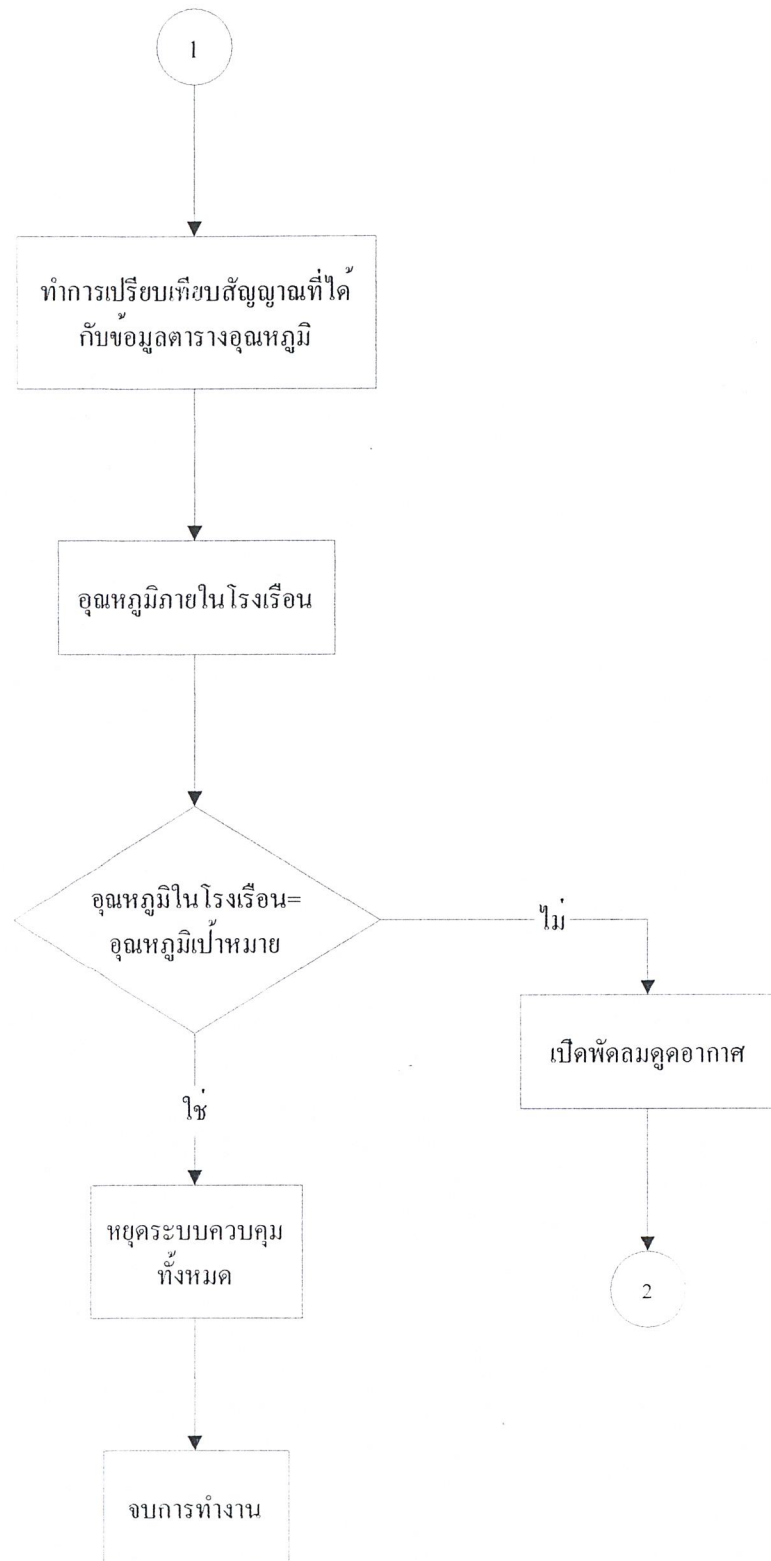 1
ทำการเปรียบเทียบสัญญาณที่ได้
กับข้อมูลตารางอุณหภูมิ
อุณหภูมิภายในโรงเรือน
อุณหภูมิในโรงเรือน=
อุณหภูมิเป้าหมาย
ไม่
เปิดพัดลมดูดอากาศ
ใช่
หยุดระบบควบคุม
ทั้งหมด
2
จบการทำงาน